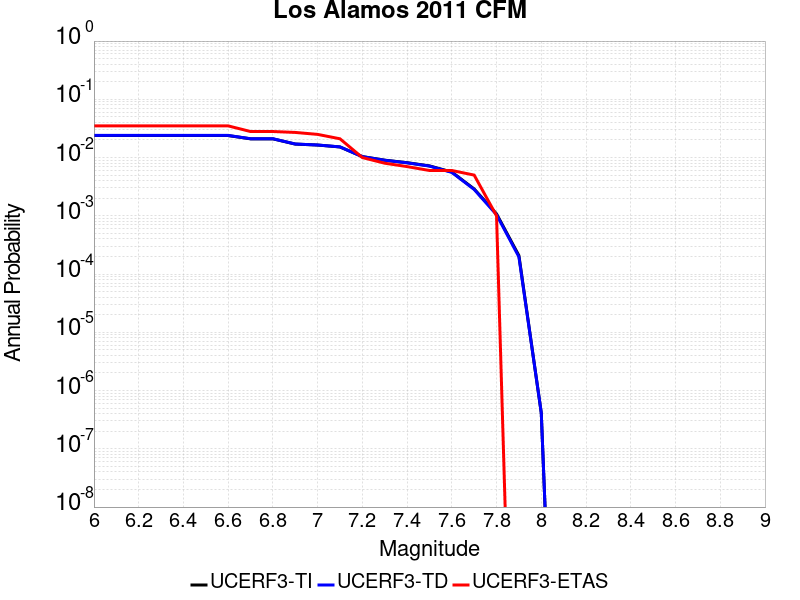 Los Alamos 2011 CFM
10^0
10^-1
10^-2
10^-3
10^-4
10^-5
10^-6
10^-7
10^-8
Annual Probability
6 6.2 6.4 6.6 6.8 7 7.2 7.4 7.6 7.8 8 8.2 8.4 8.6 8.8 9
Magnitude
UCERF3-TI UCERF3-TD UCERF3-ETAS